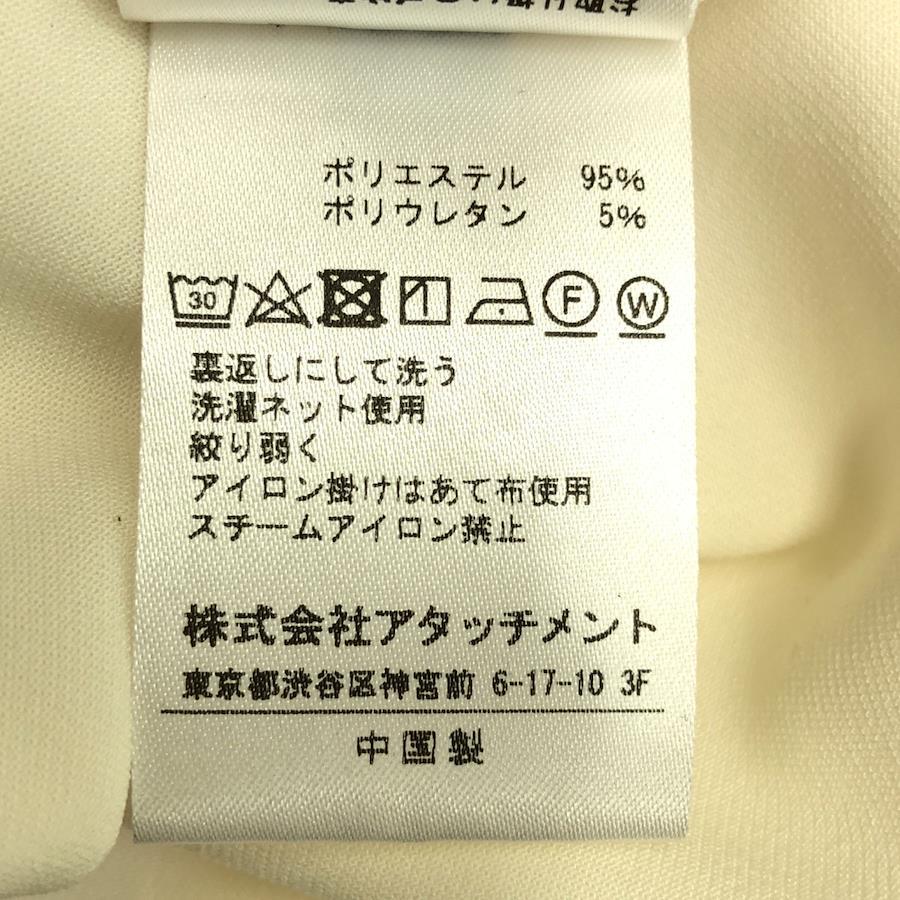 ポリエステル 95%
ポリウレタン 5%
30 F W
裏返しにして洗う
洗濯ネット使用
絞り弱く
アイロン掛けはあて布使用
スチームアイロン禁止
株式会社アタッチメント
東京都渋谷区神宮前 6-17-10 3F
中国製